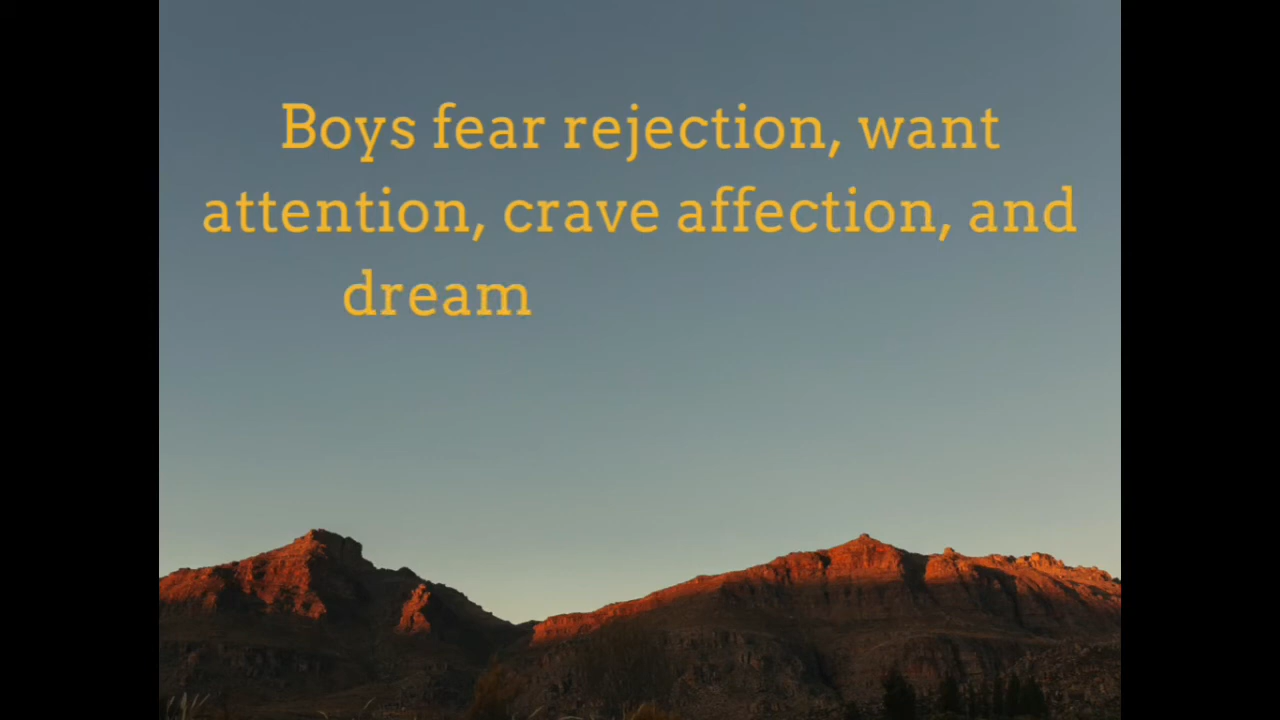 Boys fear rejection, want
attention, crave affection, and
dream